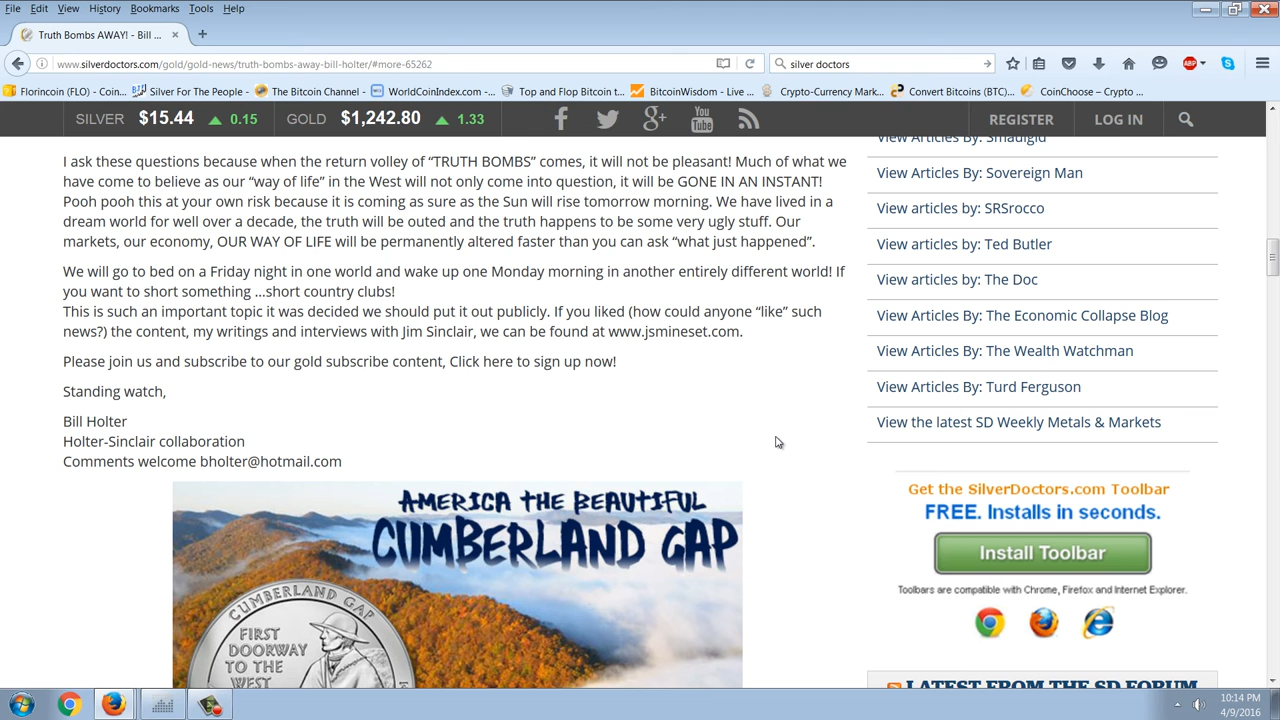 File Edit View History Bookmarks Tools Help
Truth Bombs AWAY! - Bill ...
www.silverdoctors.com/gold/gold-news/truth-bombs-away-bill-holter/#more-65262
silver doctors
ABP
Florincoin (FLO) - Coin... Silver For The People - The Bitcoin Channel - WorldCoinIndex.com -... Top and Flop Bitcoin t... BitcoinWisdom - Live ... Crypto-Currency Mark... Convert Bitcoins (BTC)... CoinChoose – Crypto ...
SILVER $15.44 0.15 GOLD $1,242.80 1.33 You Tube REGISTER LOG IN
I ask these questions because when the return volley of “TRUTH BOMBS” comes, it will not be pleasant! Much of what we
have come to believe as our “way of life” in the West will not only come into question, it will be GONE IN AN INSTANT!
Pooh pooh this at your own risk because it is coming as sure as the Sun will rise tomorrow morning. We have lived in a
dream world for well over a decade, the truth will be outed and the truth happens to be some very ugly stuff. Our
markets, our economy, OUR WAY OF LIFE will be permanently altered faster than you can ask “what just happened”.
We will go to bed on a Friday night in one world and wake up one Monday morning in another entirely different world! If
you want to short something …short country clubs!
This is such an important topic it was decided we should put it out publicly. If you liked (how could anyone “like” such
news?) the content, my writings and interviews with Jim Sinclair, we can be found at www.jsmineset.com.
Please join us and subscribe to our gold subscribe content, Click here to sign up now!
Standing watch,
Bill Holter
Holter-Sinclair collaboration
Comments welcome bholter@hotmail.com
AMERICA THE BEAUTIFUL
CUMBERLAND GAP
CUMBERLAND GAP
FIRST
DOORWAY
TO THE
WEST
View Articles By: Smaulgld
View Articles By: Sovereign Man
View articles by: SRSrocco
View articles by: Ted Butler
View articles by: The Doc
View Articles By: The Economic Collapse Blog
View Articles By: The Wealth Watchman
View Articles By: Turd Ferguson
View the latest SD Weekly Metals & Markets
Get the SilverDoctors.com Toolbar
FREE. Installs in seconds.
Install Toolbar
Toolbars are compatible with Chrome, Firefox and Internet Explorer.
LATEST FROM THE SD FORUM
10:14 PM
4/9/2016